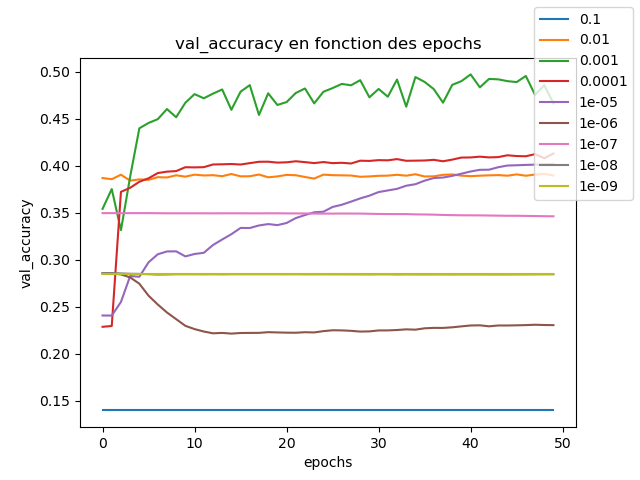 val_accuracy en fonction des epochs
0.1
0.01
0.001
0.0001
1e-05
1e-06
1e-07
1e-08
1e-09
0.50
0.45
0.40
0.35
0.30
0.25
0.20
0.15
val_accuracy
0
10
20
30
40
50
epochs